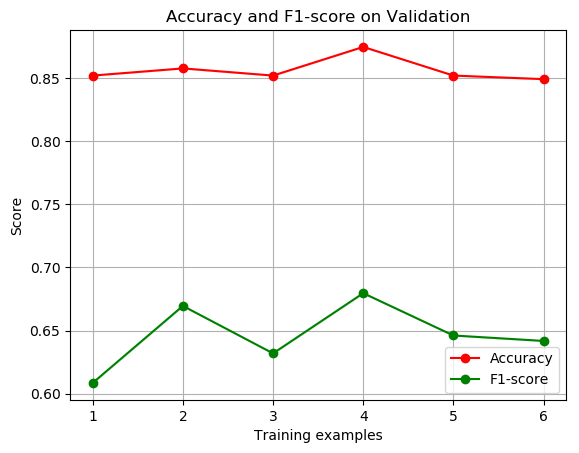 Accuracy and F1-score on Validation
Score
0.85
0.80
0.75
0.70
0.65
0.60
1 2 3 4 5 6
Training examples
Accuracy
F1-score